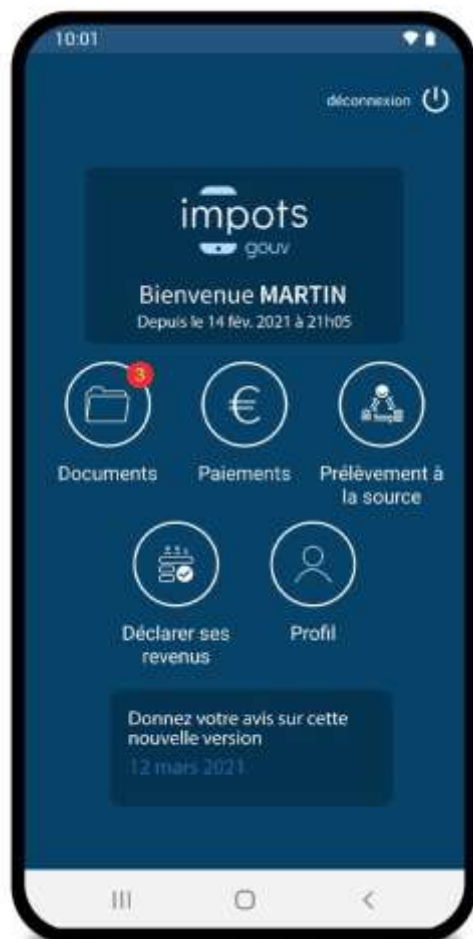 10:01
déconnexion
impots
gouv
Bienvenue MARTIN
Depuis le 14 fév. 2021 à 21h05
3
Documents
Paiements
Prélèvement à
la source
Déclarer ses
revenus
Profil
Donnez votre avis sur cette
nouvelle version
12 mars 2021